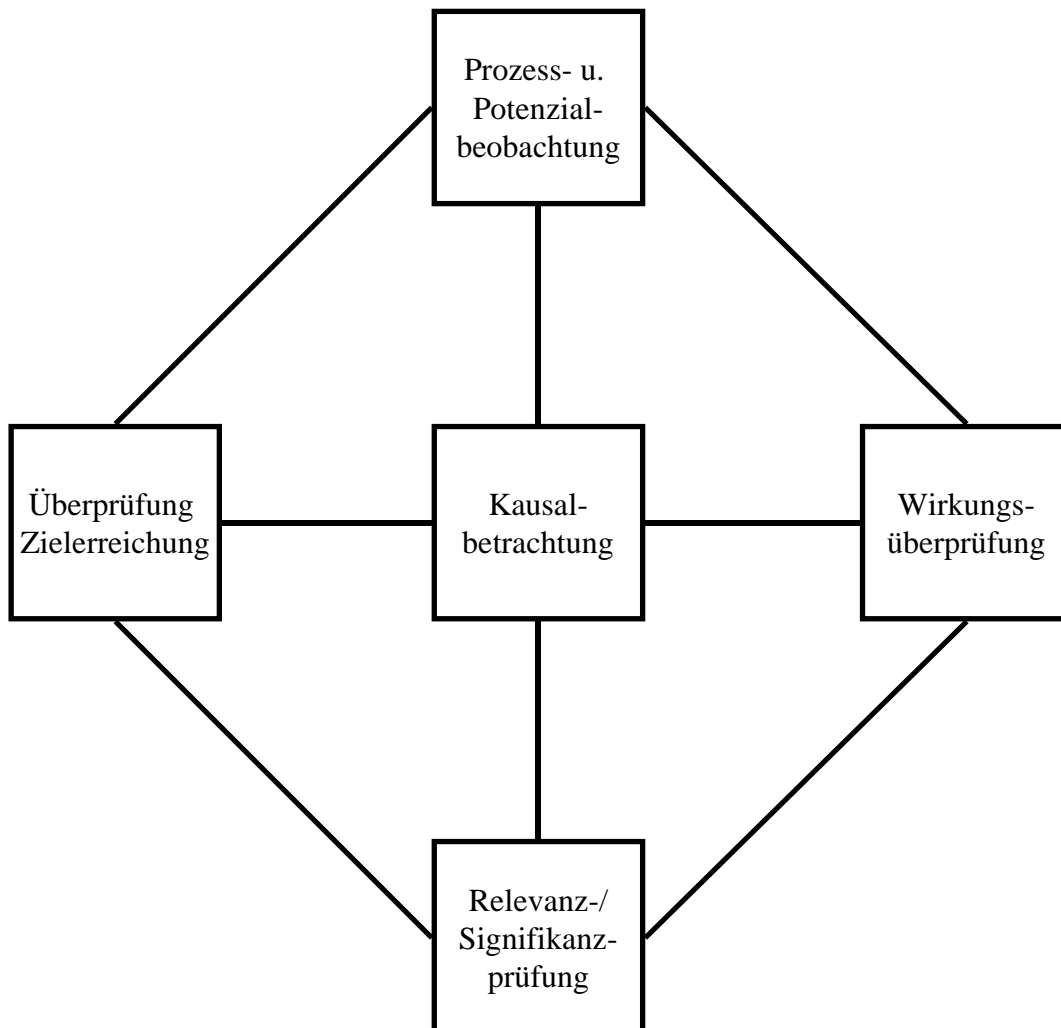 Prozess- u.
Potenzial-
beobachtung
Überprüfung
Zielerreichung
Kausal-
betrachtung
Wirkungs-
überprüfung
Relevanz-/
Signifikanz-
prüfung